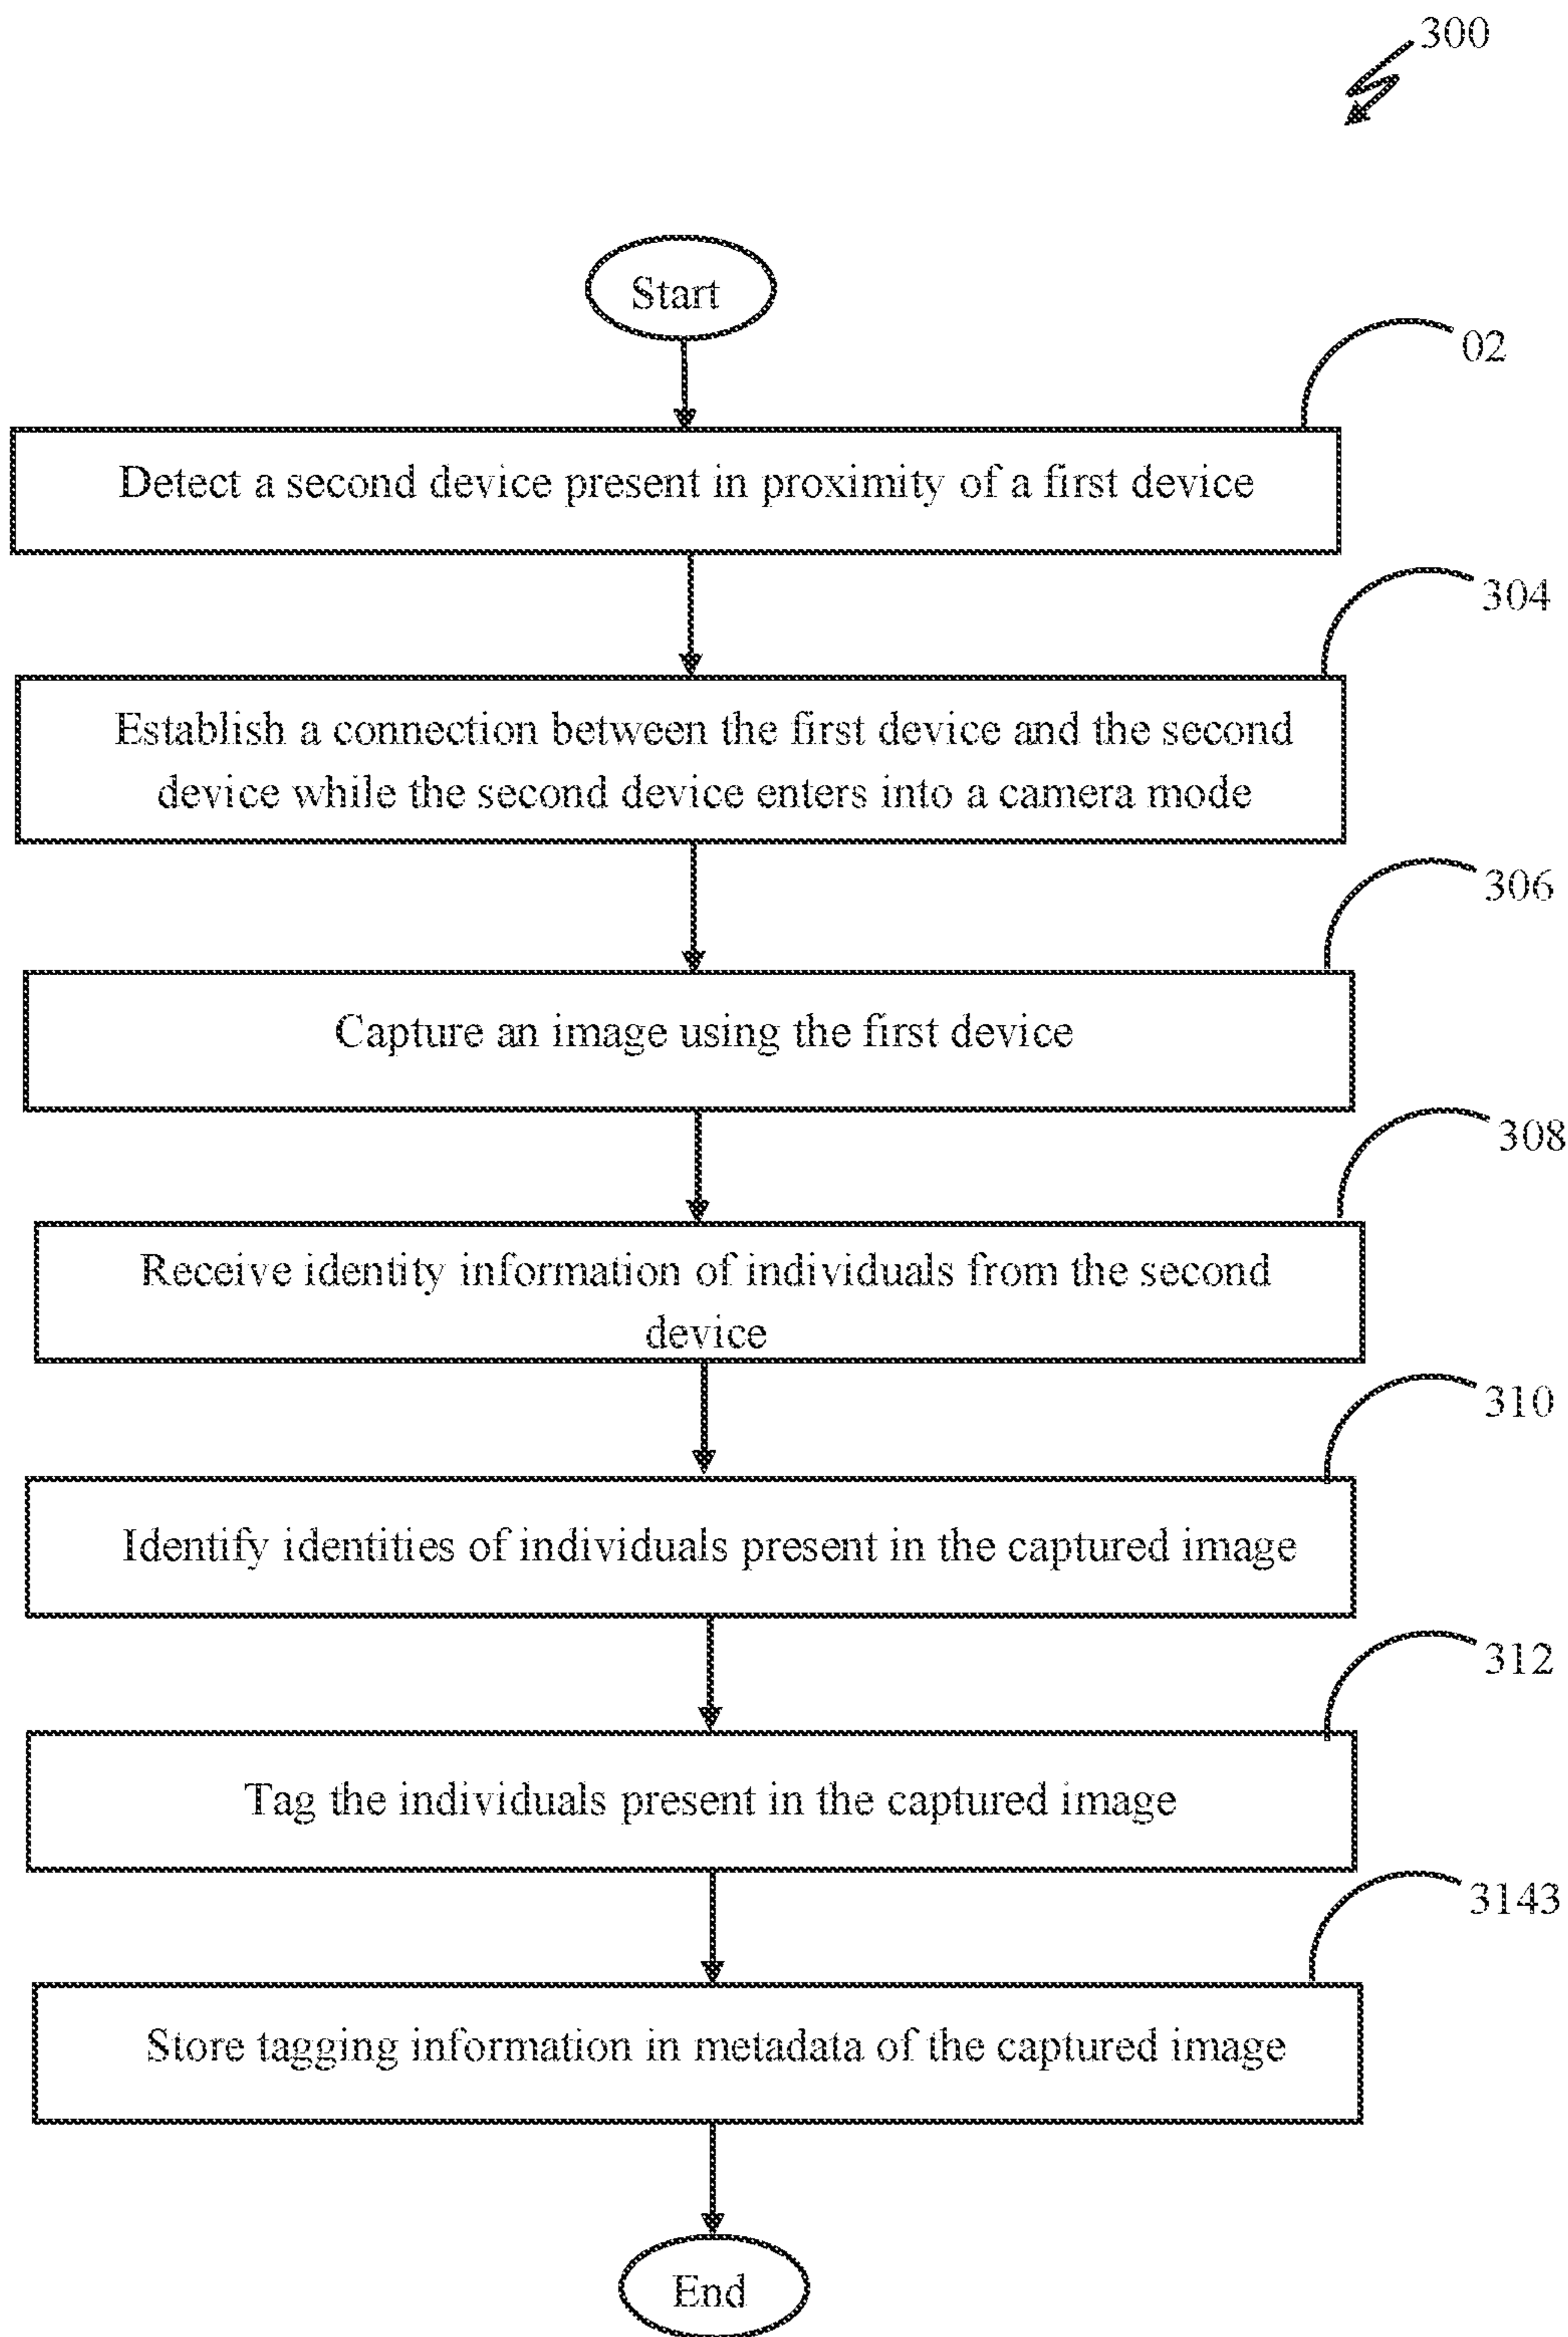 300
Start
02
Detect a second device present in proximity of a first device
304
Establish a connection between the first device and the second
device while the second device enters into a camera mode
306
Capture an image using the first device
308
Receive identity information of individuals from the second
device
310
Identify identities of individuals present in the captured image
312
Tag the individuals present in the captured image
3143
Store tagging information in metadata of the captured image
End